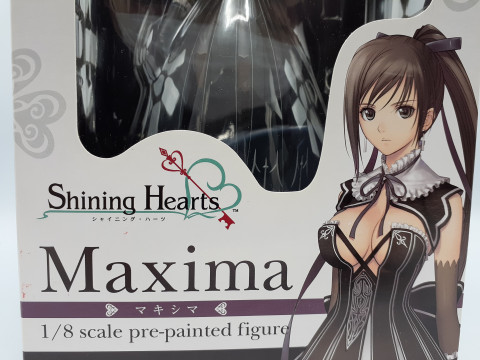 Shining Hearts™
シャイニング・ハーツ
Maxima
マキシマ
1/8 scale pre-painted figure